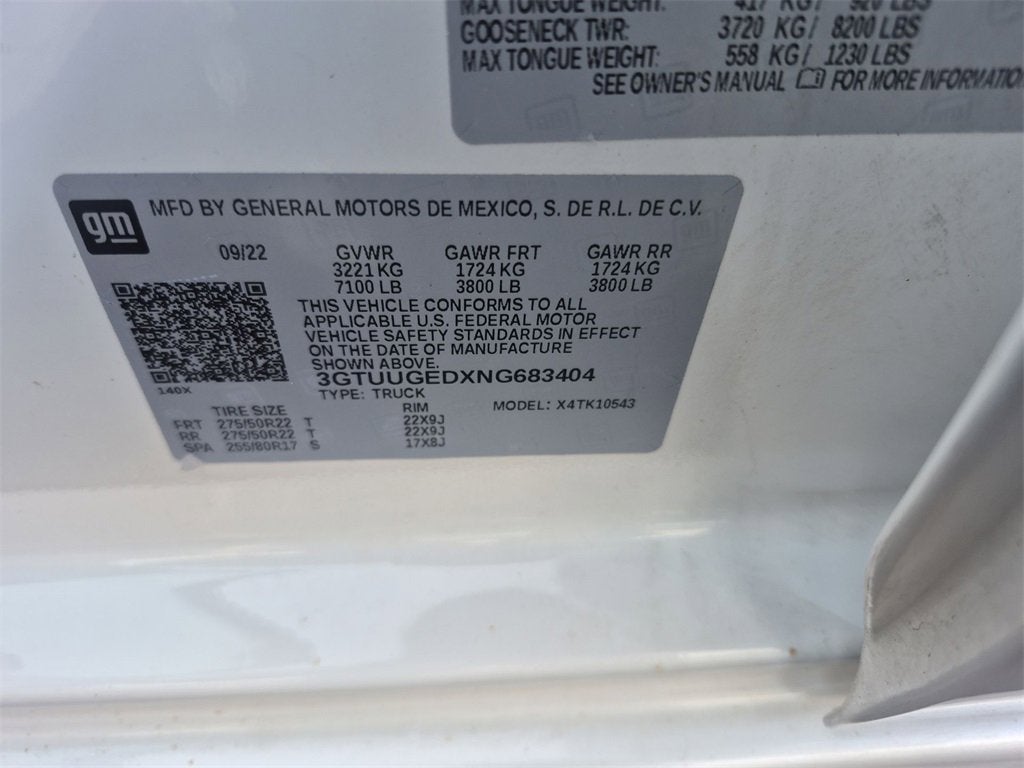 MAX TONGUE WEIGHT: 417 KG/ 920 LBS
GOOSENECK TWR: 3720 KG/ 8200 LBS
MAX TONGUE WEIGHT: 558 KG/ 1230 LBS
SEE OWNER'S MANUAL FOR MORE INFORMATION
gm MFD BY GENERAL MOTORS DE MEXICO, S. DE R.L. DE C.V.
09/22 GVWR GAWR FRT GAWR RR
3221 KG 1724 KG 1724 KG
7100 LB 3800 LB 3800 LB
THIS VEHICLE CONFORMS TO ALL
APPLICABLE U.S. FEDERAL MOTOR
VEHICLE SAFETY STANDARDS IN EFFECT
ON THE DATE OF MANUFACTURE
SHOWN ABOVE.
3GTUUGEDXNG683404
140X TYPE: TRUCK MODEL: X4TK10543
TIRE SIZE RIM
FRT 275/50R22 T 22X9J
RR 275/50R22 T 22X9J
SPA 255/80R17 S 17X8J